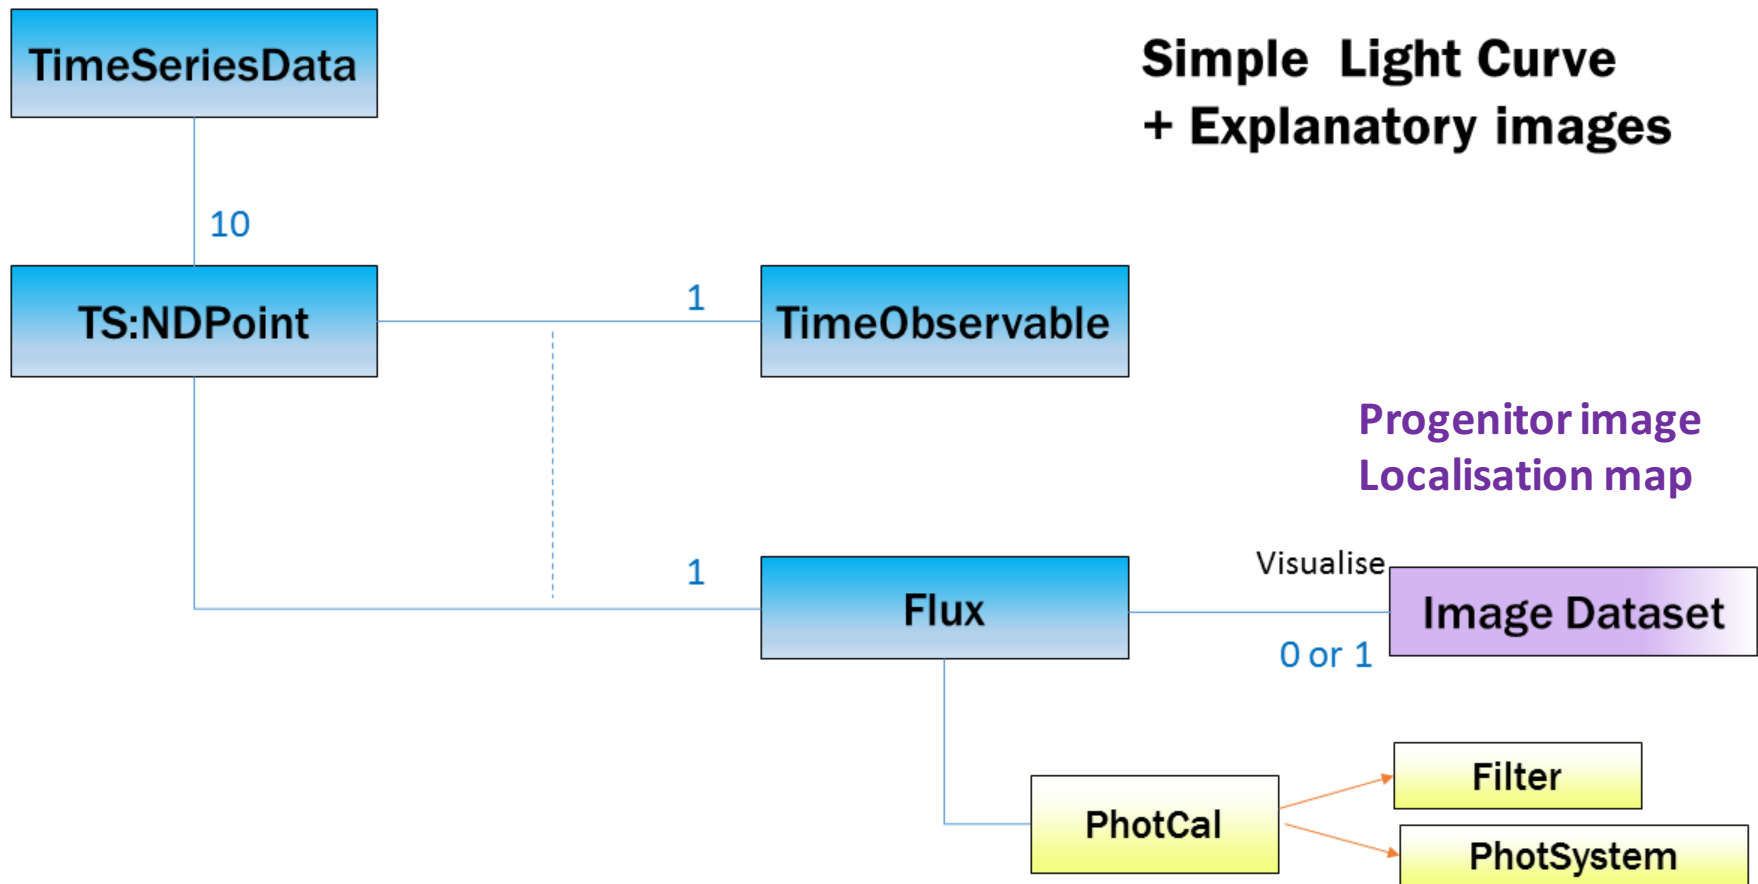 TimeSeriesData
Simple Light Curve
+ Explanatory images
10
TS:NDPoint
1
TimeObservable
Progenitor image
Localisation map
1
Flux
Visualise
Image Dataset
0 or 1
PhotCal
Filter
PhotSystem